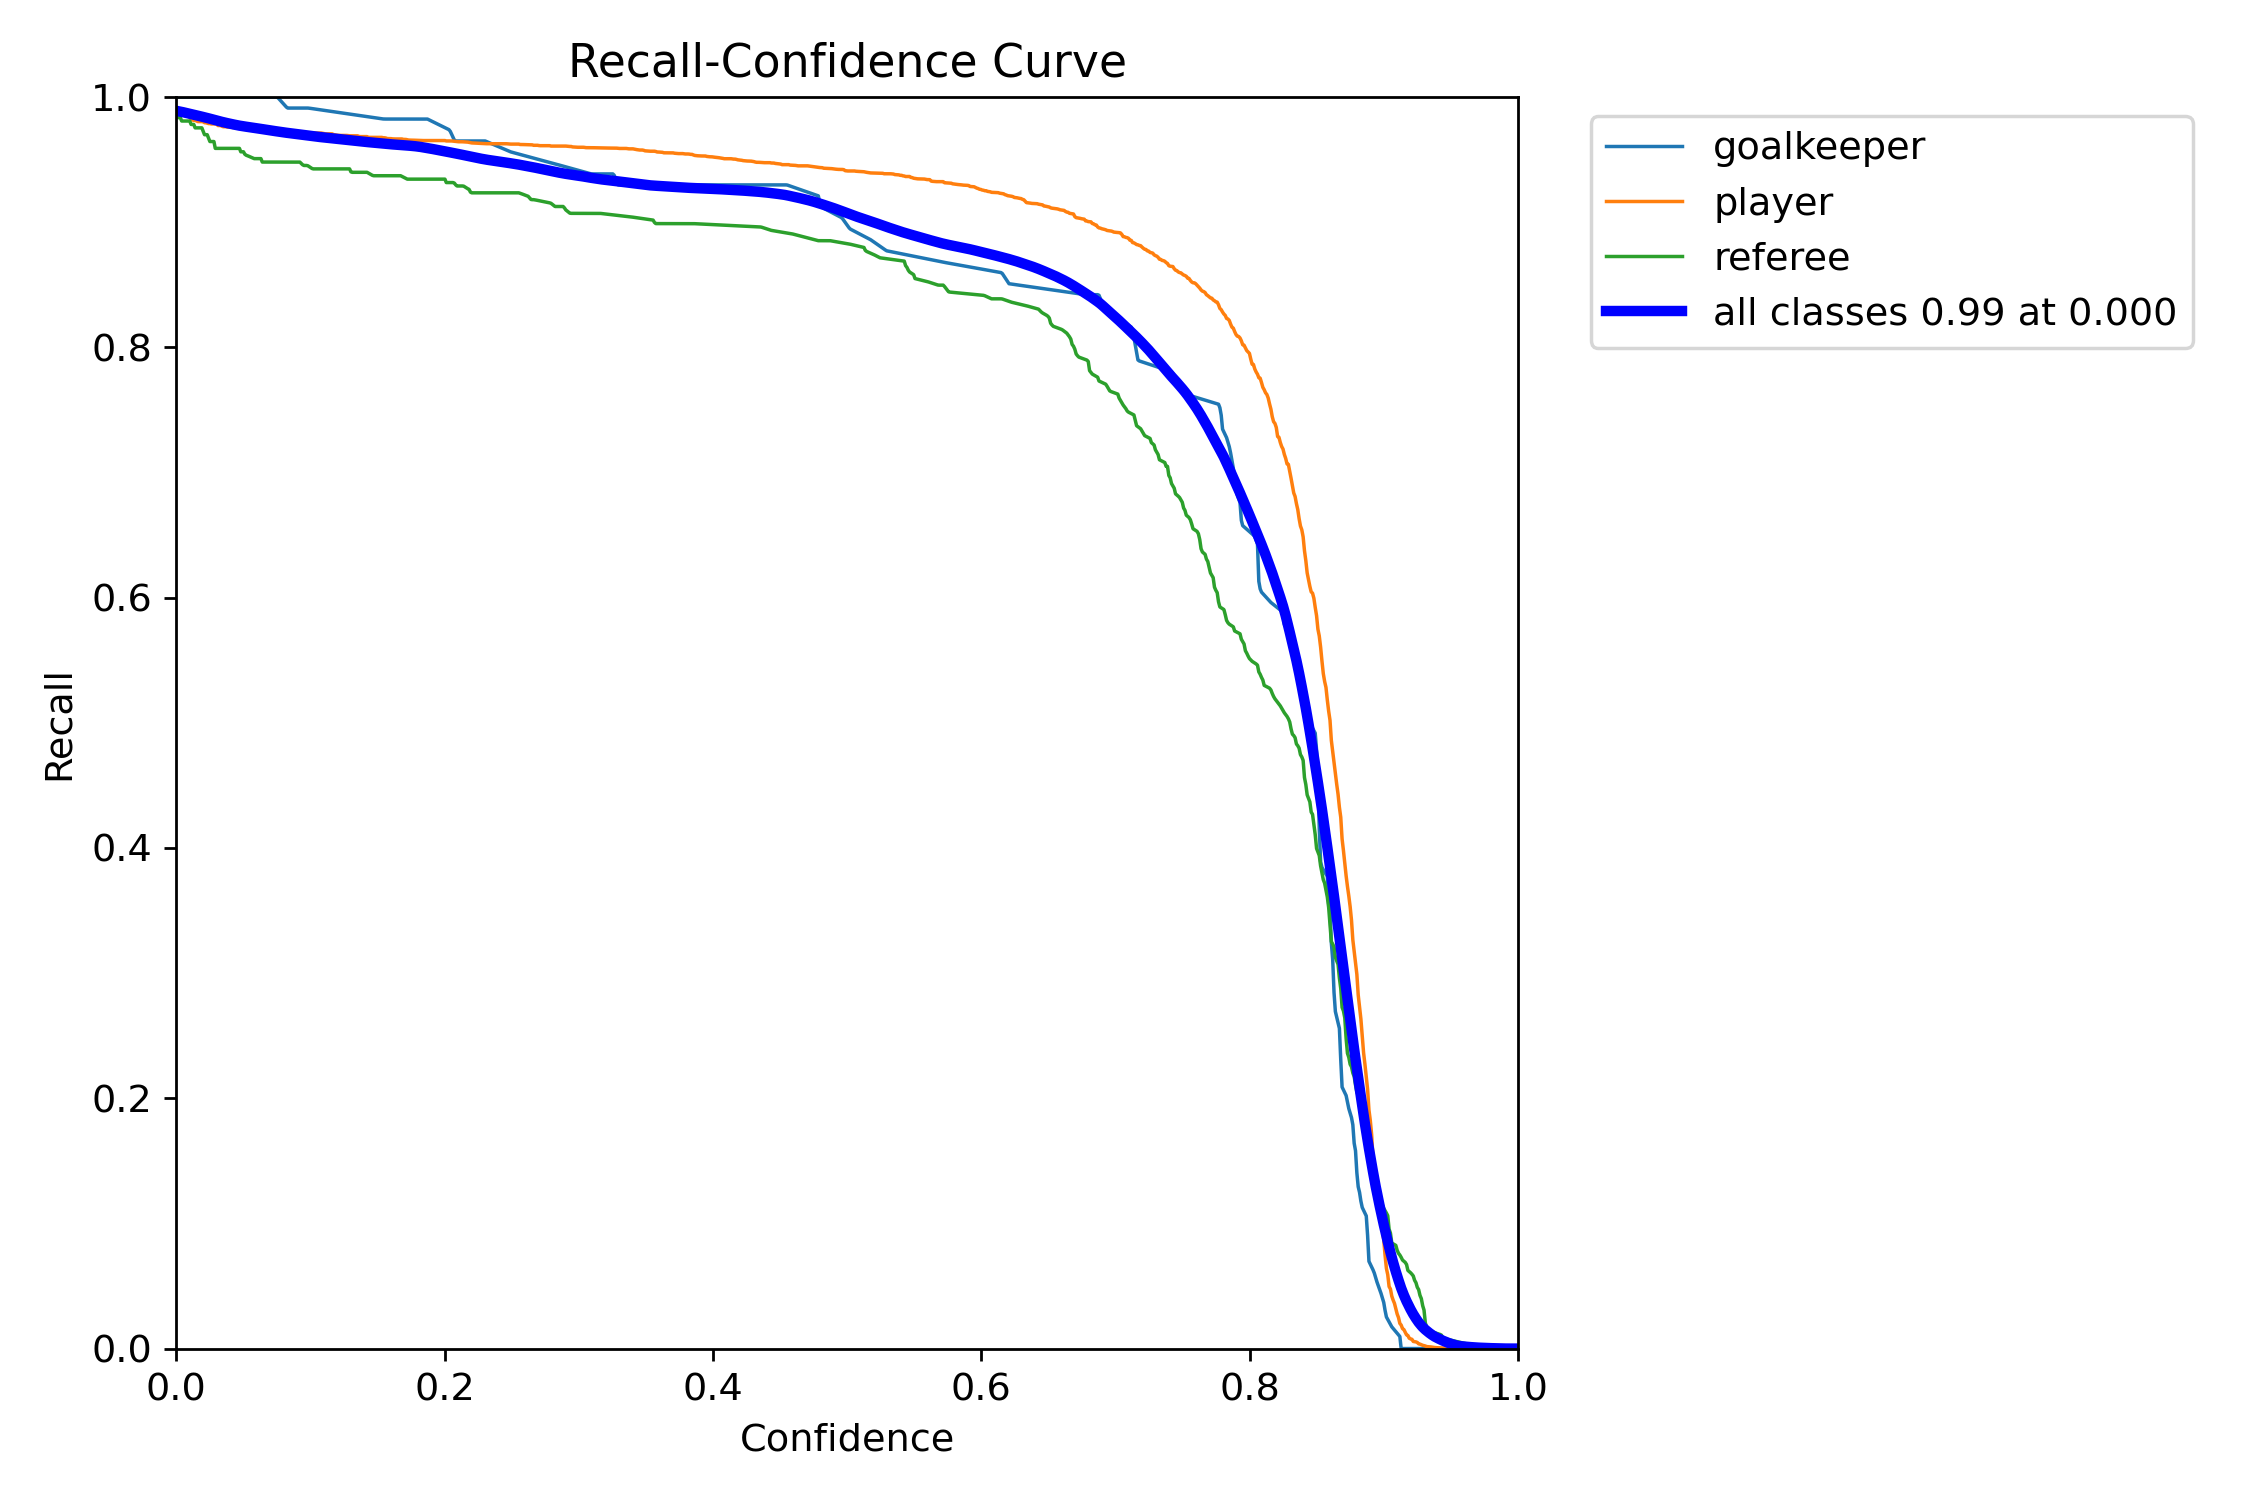 Recall-Confidence Curve
1.0
0.8
0.6
0.4
0.2
0.0
Recall
0.0 0.2 0.4 0.6 0.8 1.0
Confidence
goalkeeper
player
referee
all classes 0.99 at 0.000